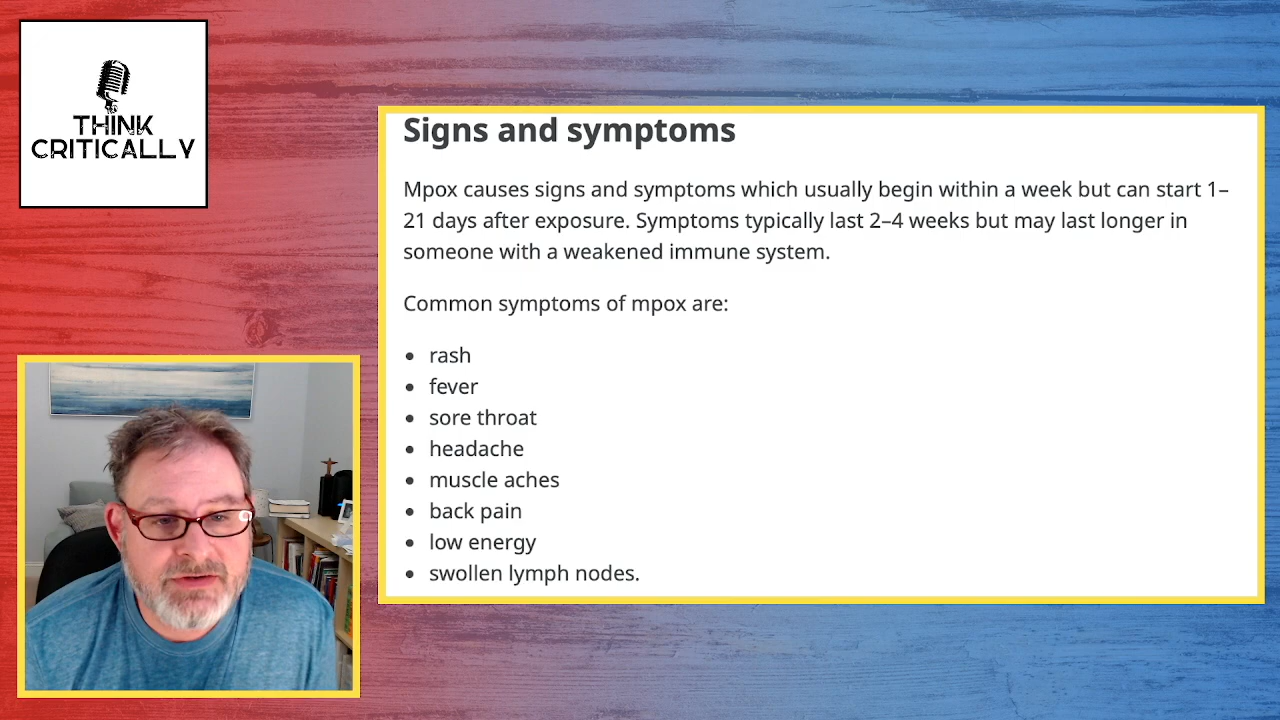 THINK
CRITICALLY
Signs and symptoms
Mpox causes signs and symptoms which usually begin within a week but can start 1–
21 days after exposure. Symptoms typically last 2–4 weeks but may last longer in
someone with a weakened immune system.
Common symptoms of mpox are:
• rash
• fever
• sore throat
• headache
• muscle aches
• back pain
• low energy
• swollen lymph nodes.